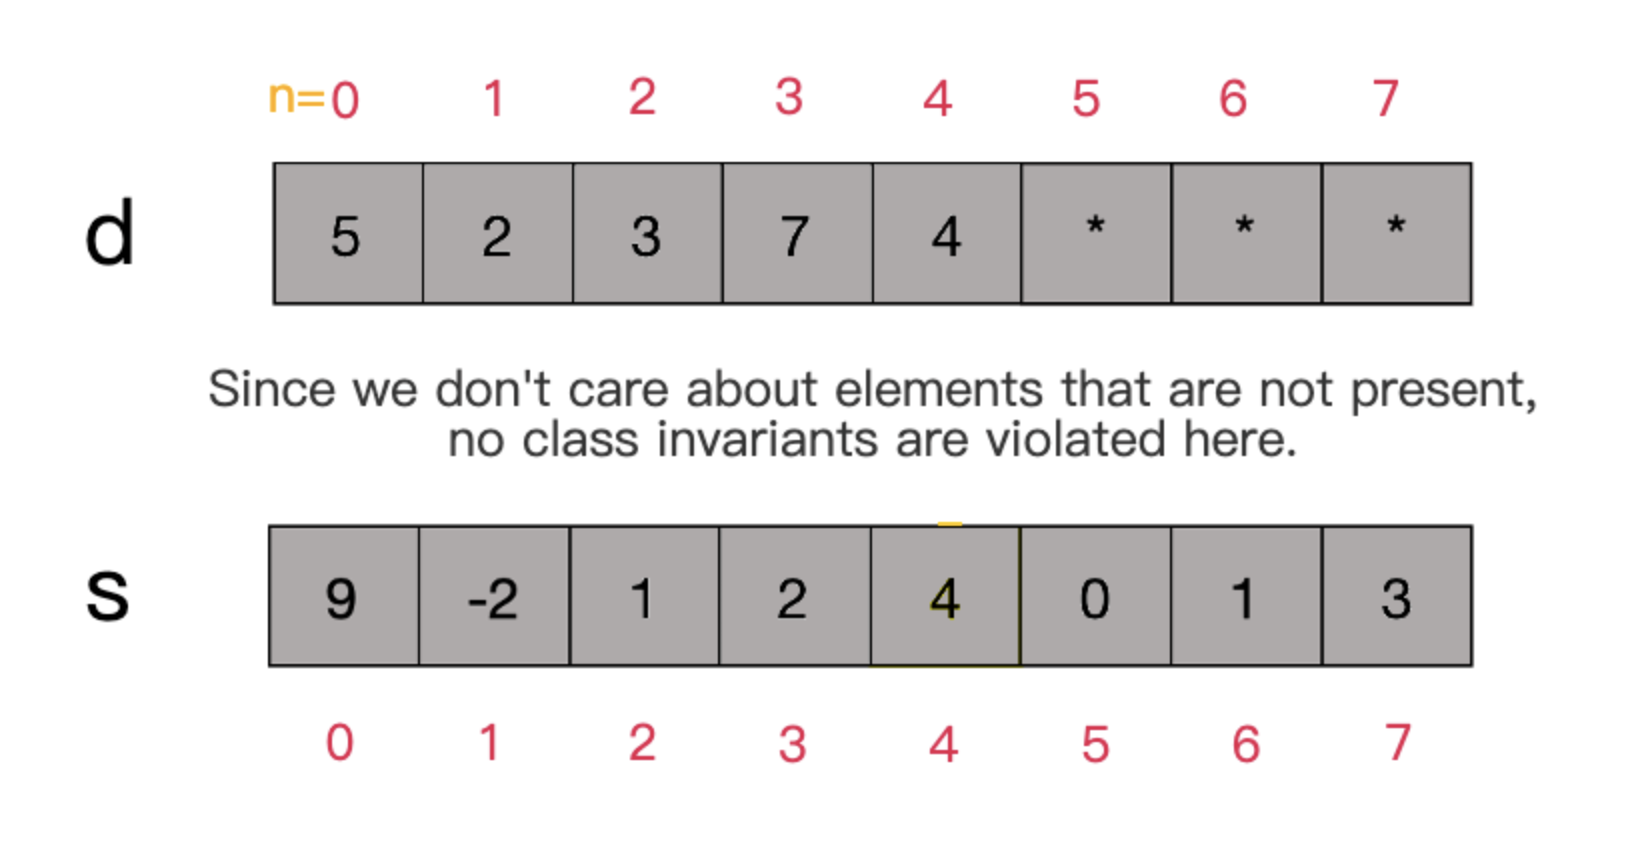 n=0 1 2 3 4 5 6 7
d 5 2 3 7 4 * * *
Since we don't care about elements that are not present,
no class invariants are violated here.
s 9 -2 1 2 4 0 1 3
0 1 2 3 4 5 6 7